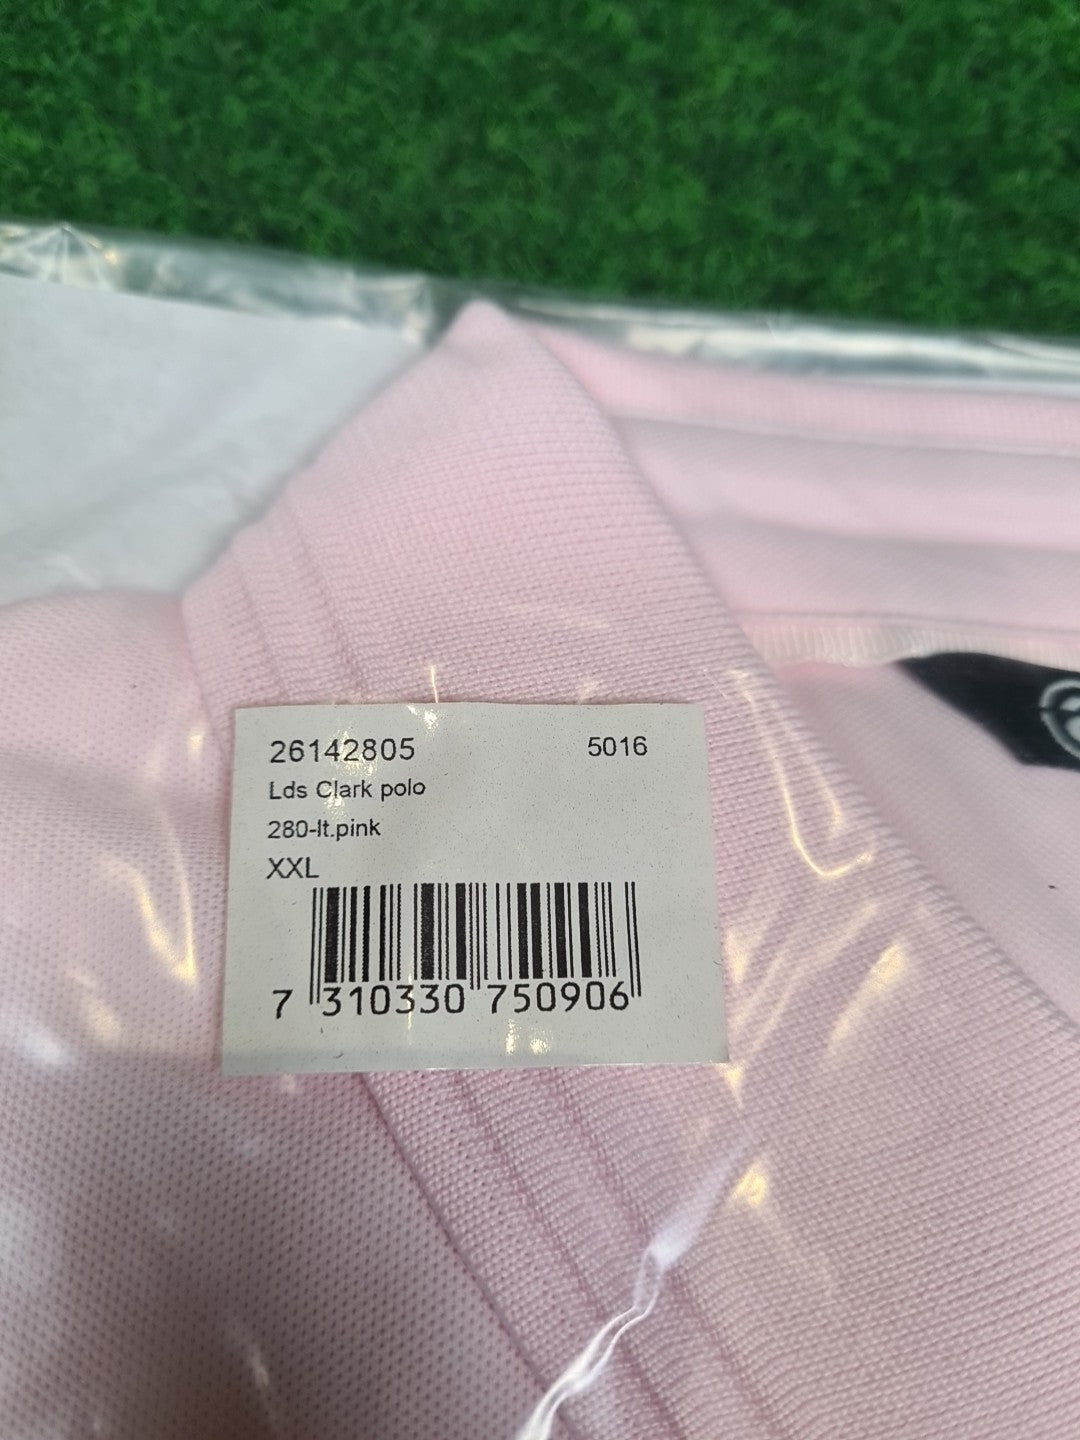 26142805 5016
Lds Clark polo
280-lt.pink
XXL
7 310330 750906